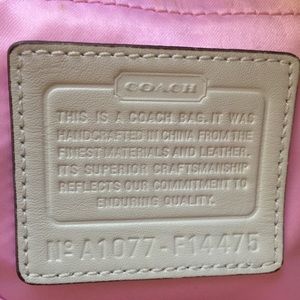 COACH
THIS IS A COACH BAG. IT WAS
HANDCRAFTED IN CHINA FROM THE
FINEST MATERIALS AND LEATHER.
IT'S SUPERIOR CRAFTSMANSHIP
REFLECTS OUR COMMITMENT TO
ENDURING QUALITY.
Nº A1077-F14475